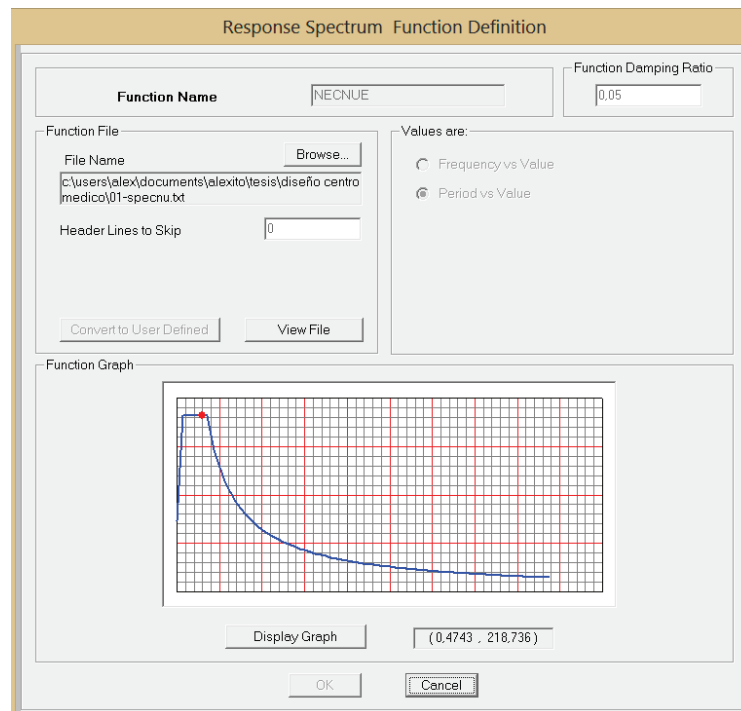 Response Spectrum Function Definition
Function Damping Ratio
Function Name
NECNUE
0,05
Function File
Values are:
File Name
Browse...
c:\users\alex\documents\alexito\tesis\diseño centro
medico\01-specnu.txt
Frequency vs Value
Period vs Value
Header Lines to Skip
0
Convert to User Defined
View File
Function Graph
Display Graph
( 0,4743 , 218,736 )
OK
Cancel